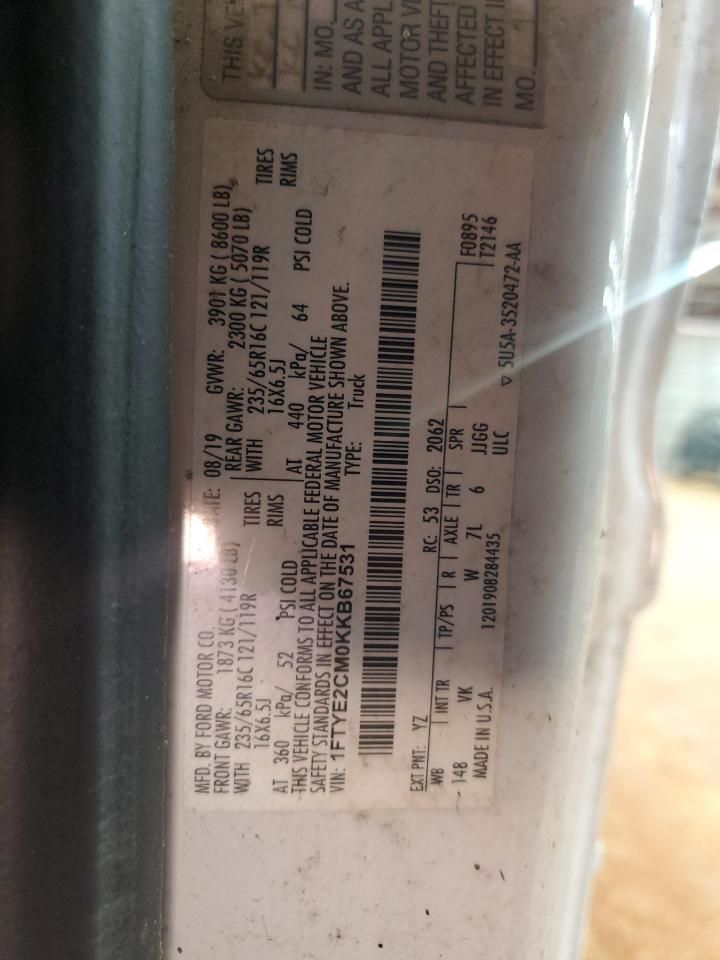 THIS VE
IN: MO.
AND AS A
ALL APPL
MOTOR VE
AND THEFT
AFFECTED
IN EFFECT I
MO.
MFD. BY FORD MOTOR CO.
08/19 GVWR: 3901 KG ( 8600 LB)
FRONT GAWR: 1873 KG ( 4130 LB) REAR GAWR: 2300 KG ( 5070 LB)
WITH 235/65R16C 121/119R TIRES WITH 235/65R16C 121/119R TIRES
16X6.5J RIMS 16X6.5J RIMS
AT 360 kPa/ 52 PSI COLD AT 440 kPa/ 64 PSI COLD
THIS VEHICLE CONFORMS TO ALL APPLICABLE FEDERAL MOTOR VEHICLE
SAFETY STANDARDS IN EFFECT ON THE DATE OF MANUFACTURE SHOWN ABOVE.
VIN: 1FTYE2CM0KKB67531 TYPE: Truck
EXT PNT: YZ RC: 53 DSO: 2062 F0895
WB INT TR TP/PS R AXLE TR SPR T2146
148 VK W 7L 6 JJGG
MADE IN U.S.A. 1201908284435 ULC ▽ 5U5A-3520472-AA